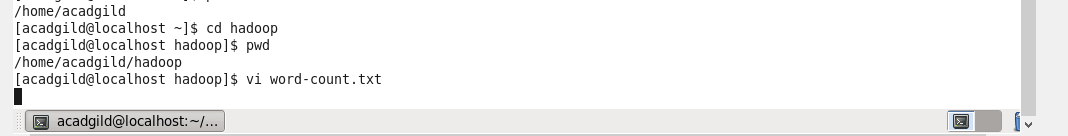 /home/acadgild
[acadgild@localhost ~]$ cd hadoop
[acadgild@localhost hadoop]$ pwd
/home/acadgild/hadoop
[acadgild@localhost hadoop]$ vi word-count.txt
acadgild@localhost:~/...